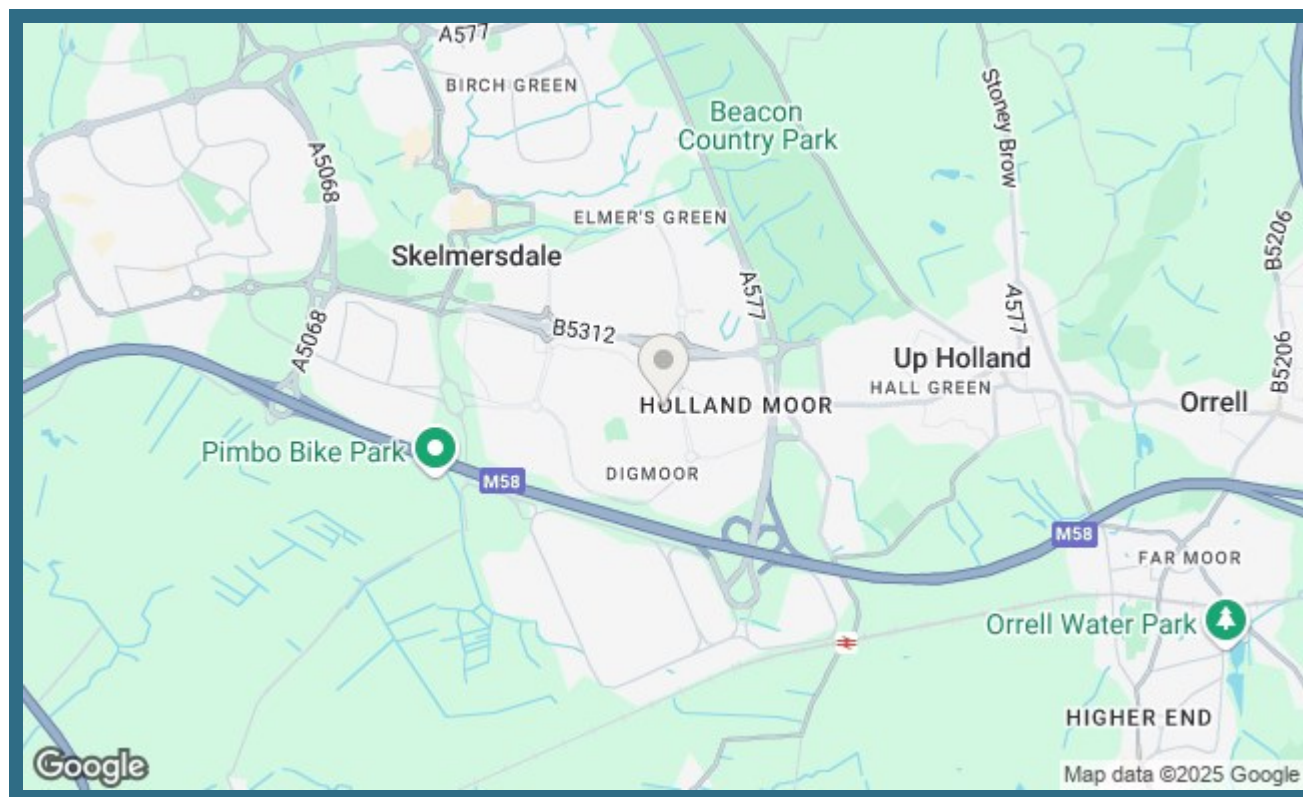 A577
BIRCH GREEN
Beacon
Country Park
Stoney Brow
A5068
ELMER'S GREEN
B5206
Skelmersdale
A577
A577
A5068
B5312
Up Holland
B5206
HALL GREEN
HOLLAND MOOR
Orrell
Pimbo Bike Park
DIGMOOR
M58
M58
FAR MOOR
Orrell Water Park
HIGHER END
Google
Map data ©2025 Google